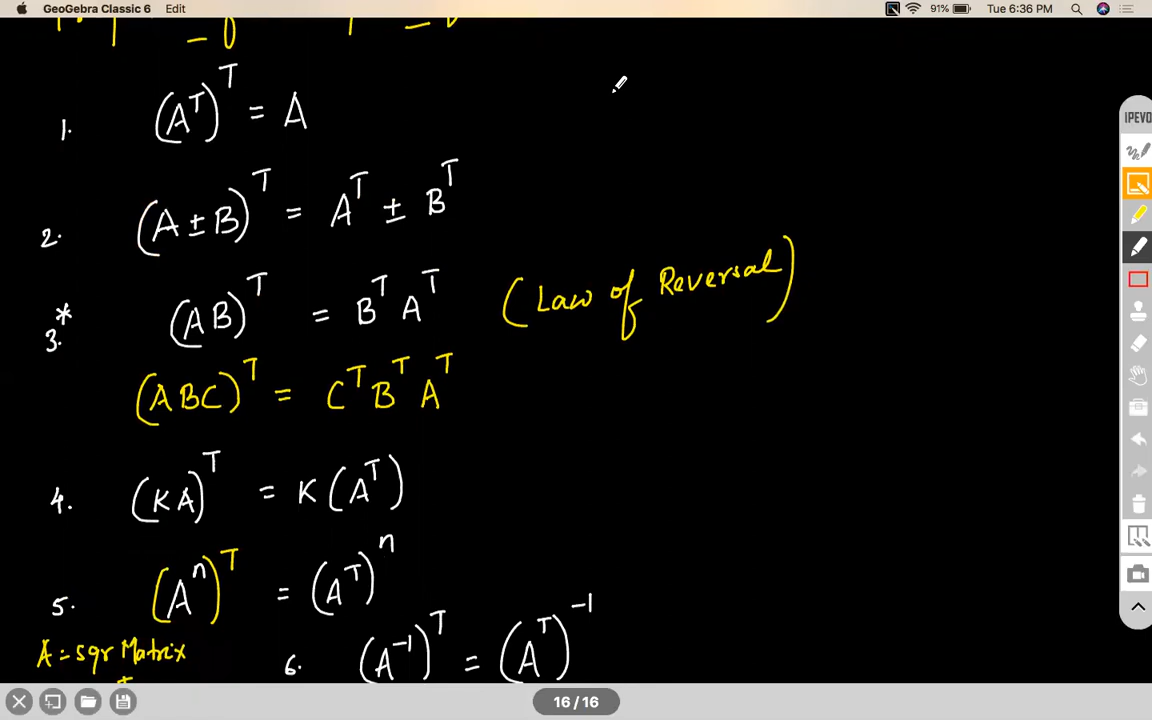 GeoGebra Classic 6 Edit 91% Tue 6:36 PM
IPEVO
1. (A^T)^T = A
2. (A ± B)^T = A^T ± B^T
3.* (AB)^T = B^T A^T (Law of Reversal)
(ABC)^T = C^T B^T A^T
4. (KA)^T = K(A^T)
5. (A^n)^T = (A^T)^n
A = sqr Matrix
6. (A^-1)^T = (A^T)^-1
16 / 16